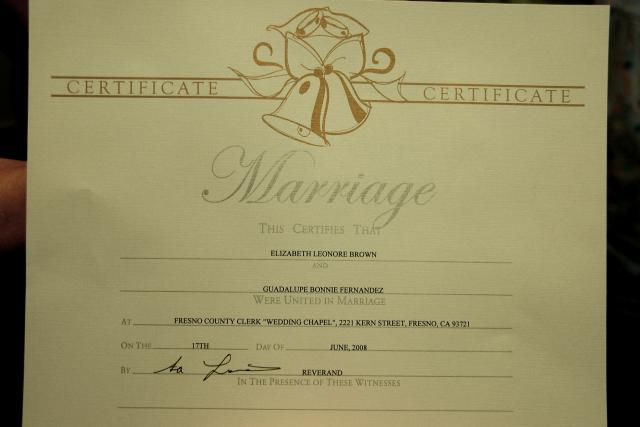 CERTIFICATE CERTIFICATE
Marriage
THIS CERTIFIES THAT
ELIZABETH LEONORE BROWN
AND
GUADALUPE BONNIE FERNANDEZ
WERE UNITED IN MARRIAGE
AT FRESNO COUNTY CLERK "WEDDING CHAPEL", 2221 KERN STREET, FRESNO, CA 93721
ON THE 17TH DAY OF JUNE, 2008
BY REVERAND
IN THE PRESENCE OF THESE WITNESSES